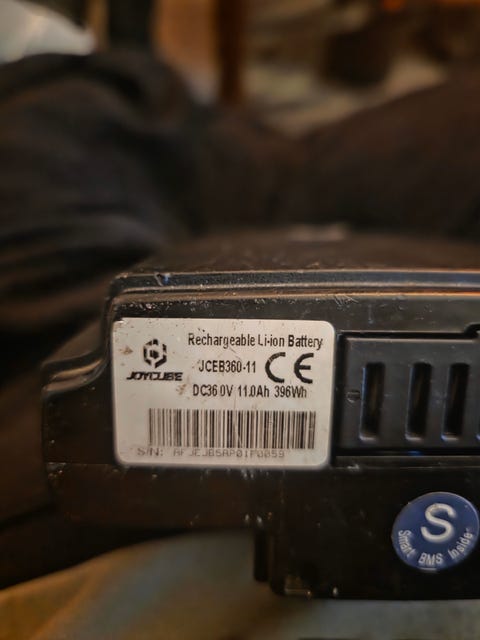 Rechargeable Li-ion Battery
JOYCUBE
JCEB360-11
CE
DC36.0V 11.0Ah 396Wh
S/N:
S
Smart BMS Inside